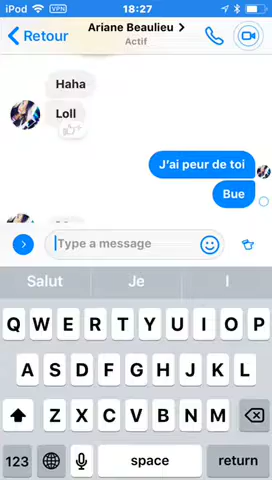 iPod VPN 18:27
Retour
Ariane Beaulieu >
Actif
Haha
Loll
J'ai peur de toi
Bue
Type a message
Salut Je I
Q W E R T Y U I O P
A S D F G H J K L
Z X C V B N M
123 space return